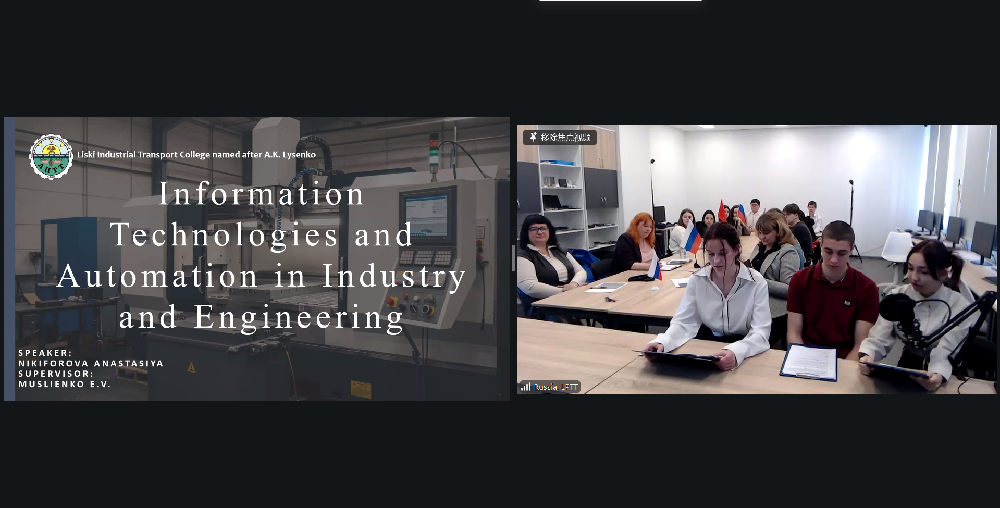 Liski Industrial Transport College named after A.K. Lysenko
ЛПТТ
Information
Technologies and
Automation in Industry
and Engineering
SPEAKER:
NIKIFOROVA ANASTASIYA
SUPERVISOR:
MUSLIENKO E.V.
移除焦点视频
Russia, LPTT